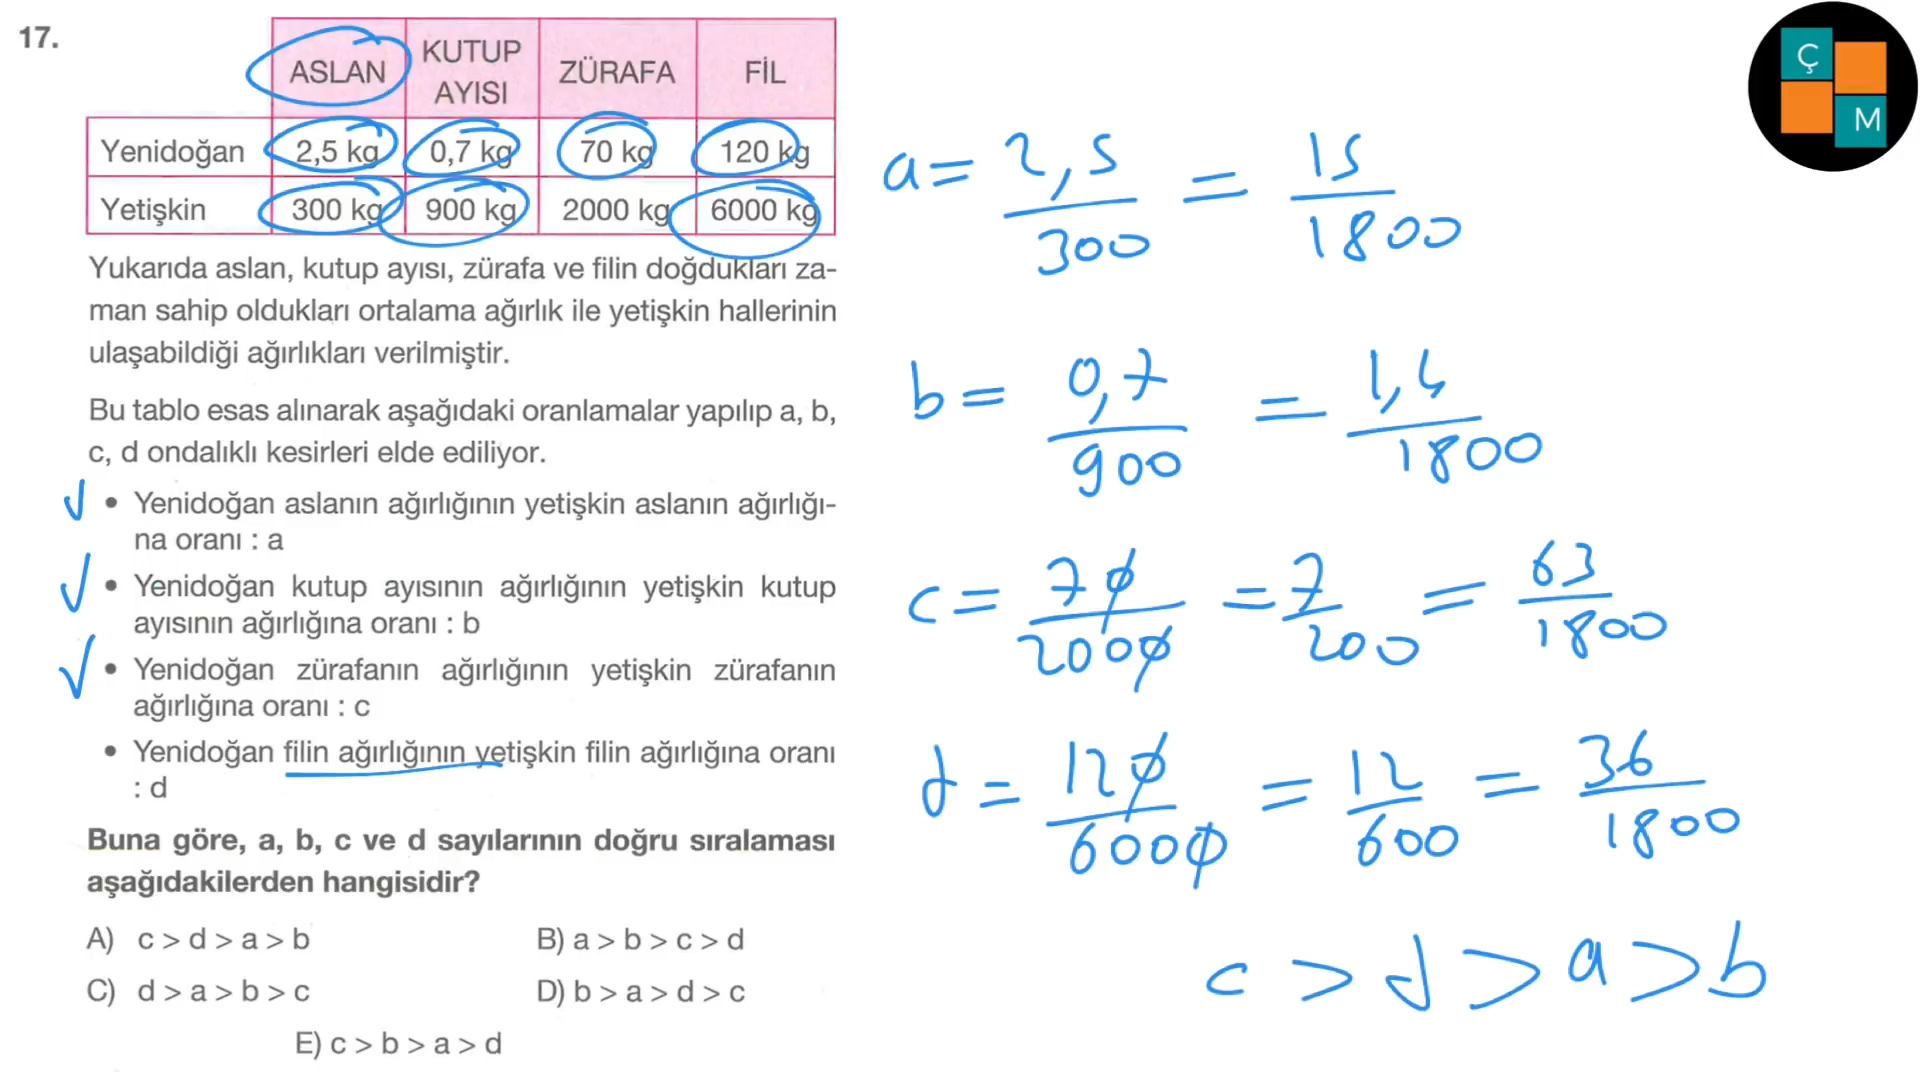 17.
ASLAN KUTUP AYISI ZÜRAFA FİL
Yenidoğan 2,5 kg 0,7 kg 70 kg 120 kg
Yetişkin 300 kg 900 kg 2000 kg 6000 kg
Yukarıda aslan, kutup ayısı, zürafa ve filin doğdukları za-
man sahip oldukları ortalama ağırlık ile yetişkin hallerinin
ulaşabildiği ağırlıkları verilmiştir.
Bu tablo esas alınarak aşağıdaki oranlamalar yapılıp a, b,
c, d ondalıklı kesirleri elde ediliyor.
• Yenidoğan aslanın ağırlığının yetişkin aslanın ağırlığı-
na oranı : a
• Yenidoğan kutup ayısının ağırlığının yetişkin kutup
ayısının ağırlığına oranı : b
• Yenidoğan zürafanın ağırlığının yetişkin zürafanın
ağırlığına oranı : c
• Yenidoğan filin ağırlığının yetişkin filin ağırlığına oranı
: d
Buna göre, a, b, c ve d sayılarının doğru sıralaması
aşağıdakilerden hangisidir?
A) c > d > a > b B) a > b > c > d
C) d > a > b > c D) b > a > d > c
E) c > b > a > d
a = 2,5/300 = 15/1800
b = 0,7/900 = 1,4/1800
c = 70/2000 = 7/200 = 63/1800
d = 120/6000 = 12/600 = 36/1800
c > d > a > b
Ç
M